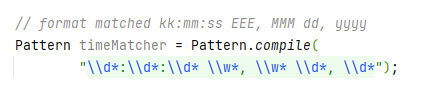 // format matched kk:mm:ss EEE, MMM dd, yyyy
Pattern timeMatcher = Pattern.compile(
"\\d*:\\d*:\\d* \\w*, \\w* \\d*, \\d*");